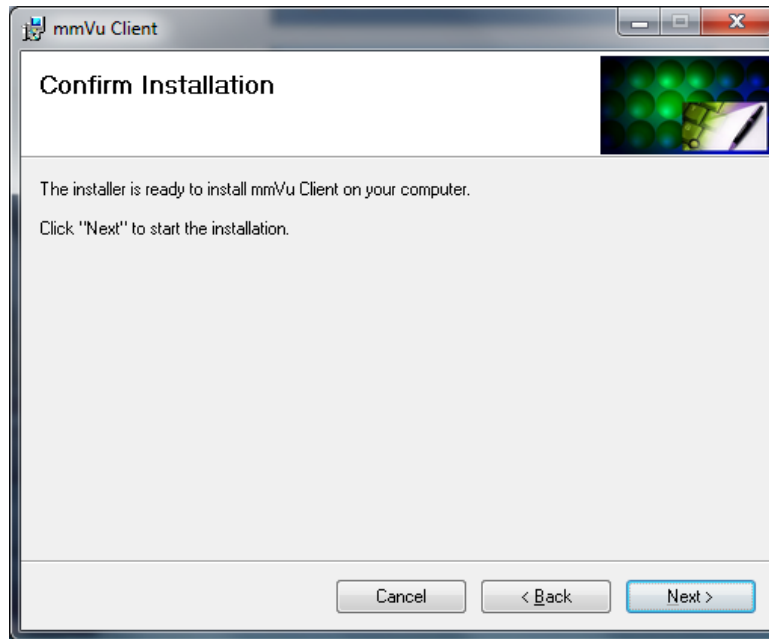 mmVu Client
Confirm Installation
The installer is ready to install mmVu Client on your computer.
Click "Next" to start the installation.
Cancel
< Back
Next >